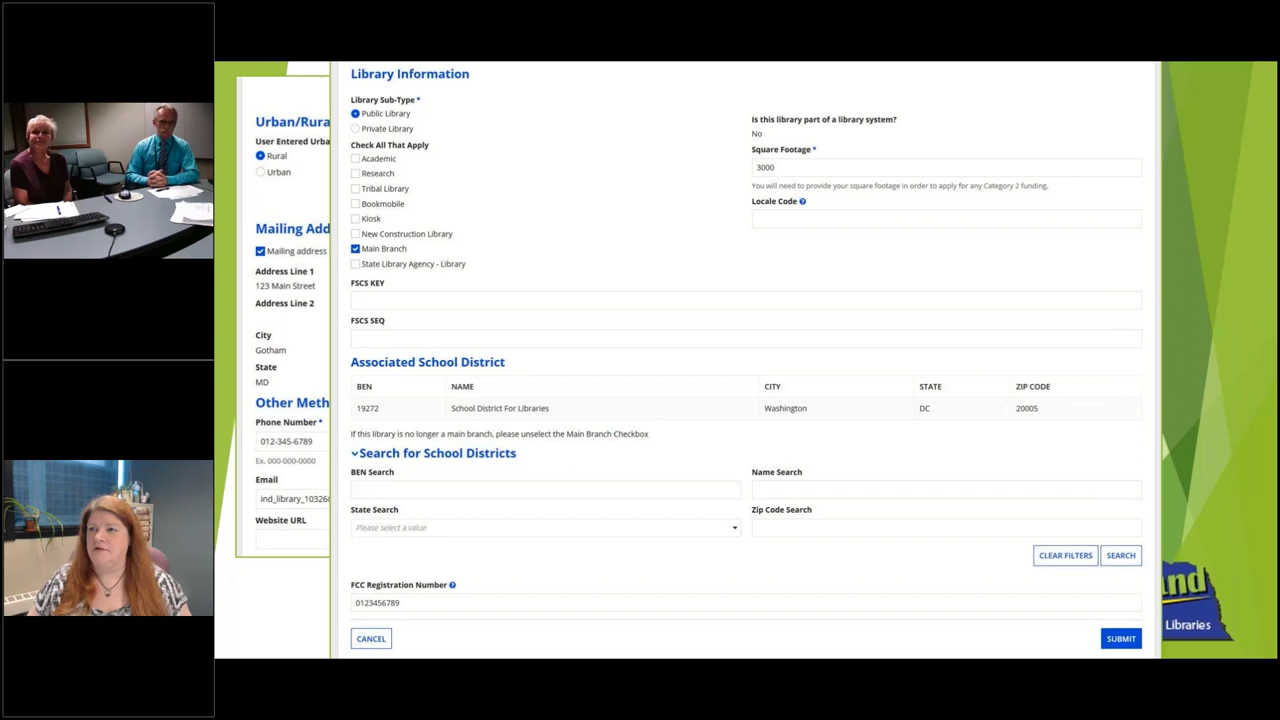 Urban/Rura
User Entered Urba
Rural
Urban
Mailing Add
Mailing address
Address Line 1
123 Main Street
Address Line 2
City
Gotham
State
MD
Other Meth
Phone Number *
012-345-6789
Ex. 000-000-0000
Email
ind_library_10326
Website URL
Library Information
Library Sub-Type *
Public Library
Private Library
Check All That Apply
Academic
Research
Tribal Library
Bookmobile
Kiosk
New Construction Library
Main Branch
State Library Agency - Library
Is this library part of a library system?
No
Square Footage *
3000
You will need to provide your square footage in order to apply for any Category 2 funding.
Locale Code
FSCS KEY
FSCS SEQ
Associated School District
BEN NAME CITY STATE ZIP CODE
19272 School District For Libraries Washington DC 20005
If this library is no longer a main branch, please unselect the Main Branch Checkbox
Search for School Districts
BEN Search Name Search
State Search Zip Code Search
Please select a value
CLEAR FILTERS SEARCH
FCC Registration Number
0123456789
CANCEL SUBMIT
nd
Libraries